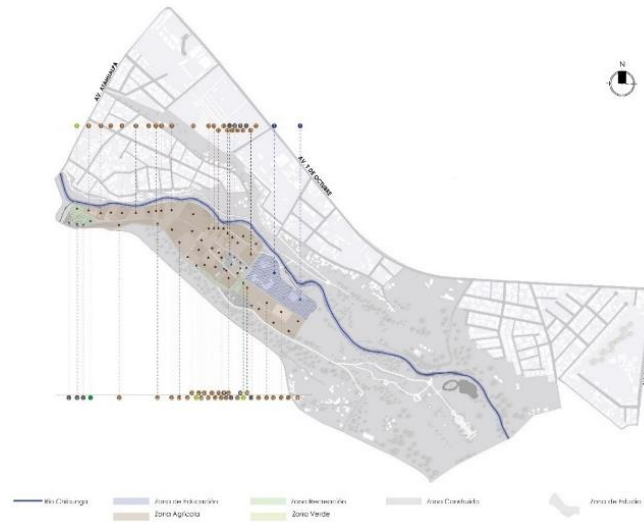 N
AV. ATAHUALPA
AV. 9 DE OCTUBRE
Río Chibunga
Zona de Educación
Zona Recreación
Zona Construida
Zona de Estudio
Zona Agrícola
Zona Verde